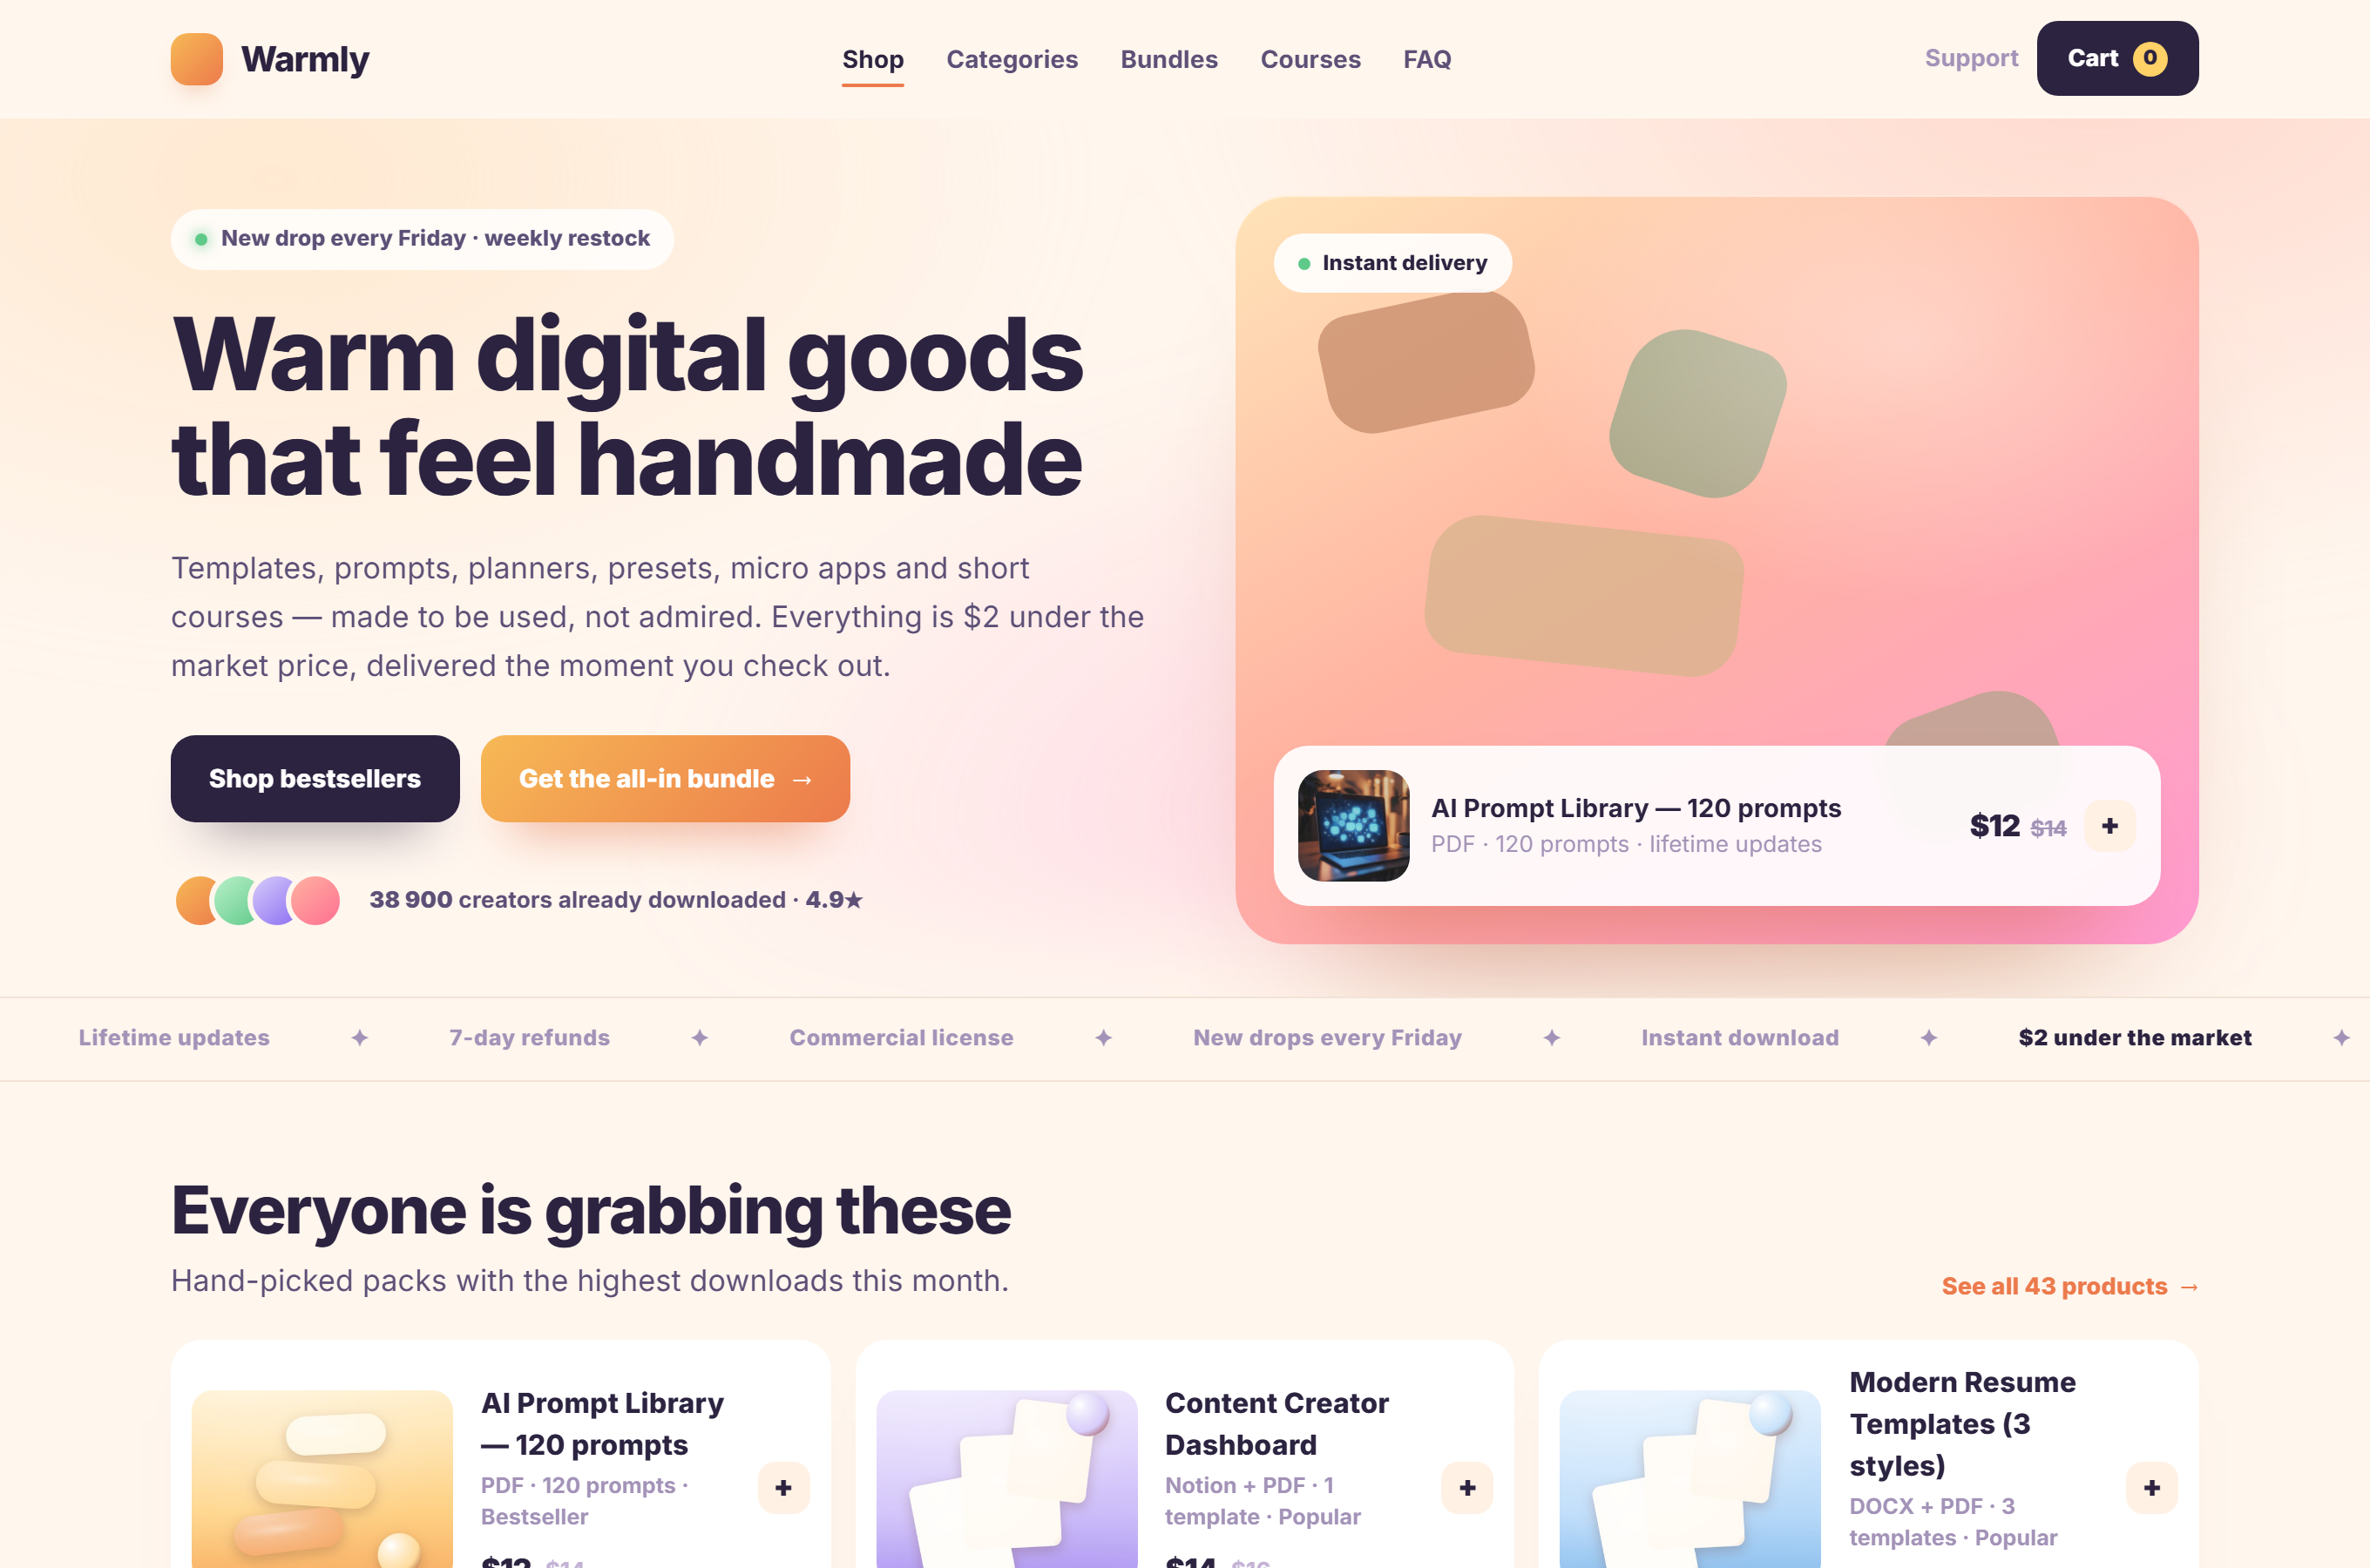 Warmly
Shop
Categories
Bundles
Courses
FAQ
Support
Cart 0
New drop every Friday · weekly restock
Warm digital goods
that feel handmade
Templates, prompts, planners, presets, micro apps and short
courses — made to be used, not admired. Everything is $2 under the
market price, delivered the moment you check out.
Shop bestsellers
Get the all-in bundle →
38 900 creators already downloaded · 4.9★
Instant delivery
AI Prompt Library — 120 prompts
PDF · 120 prompts · lifetime updates
$12 $14
+
Lifetime updates ✦ 7-day refunds ✦ Commercial license ✦ New drops every Friday ✦ Instant download ✦ $2 under the market ✦
Everyone is grabbing these
Hand-picked packs with the highest downloads this month.
See all 43 products →
AI Prompt Library
— 120 prompts
PDF · 120 prompts ·
Bestseller
$12 $14
+
Content Creator
Dashboard
Notion + PDF · 1
template · Popular
$14 $16
+
Modern Resume
Templates (3
styles)
DOCX + PDF · 3
templates · Popular
+